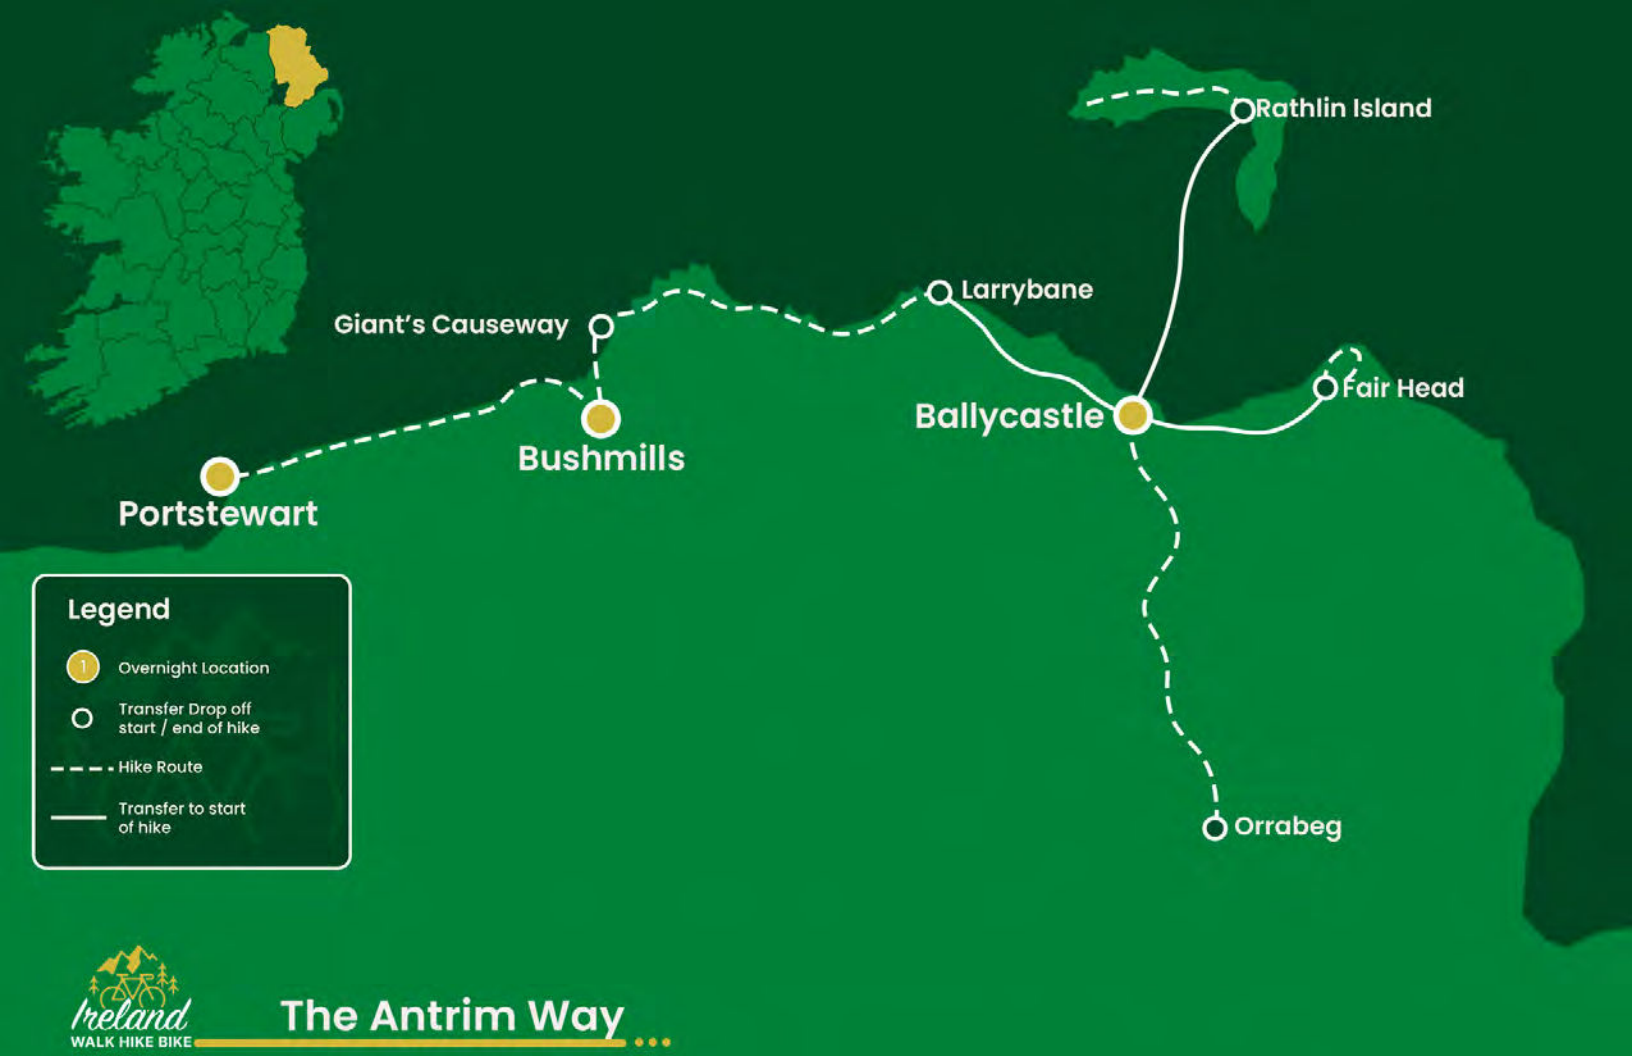 Rathlin Island
Larrybane
Giant's Causeway
Fair Head
Ballycastle
Bushmills
Portstewart
Legend
1 Overnight Location
Transfer Drop off
start / end of hike
Hike Route
Transfer to start
of hike
Orrabeg
Ireland
WALK HIKE BIKE
The Antrim Way